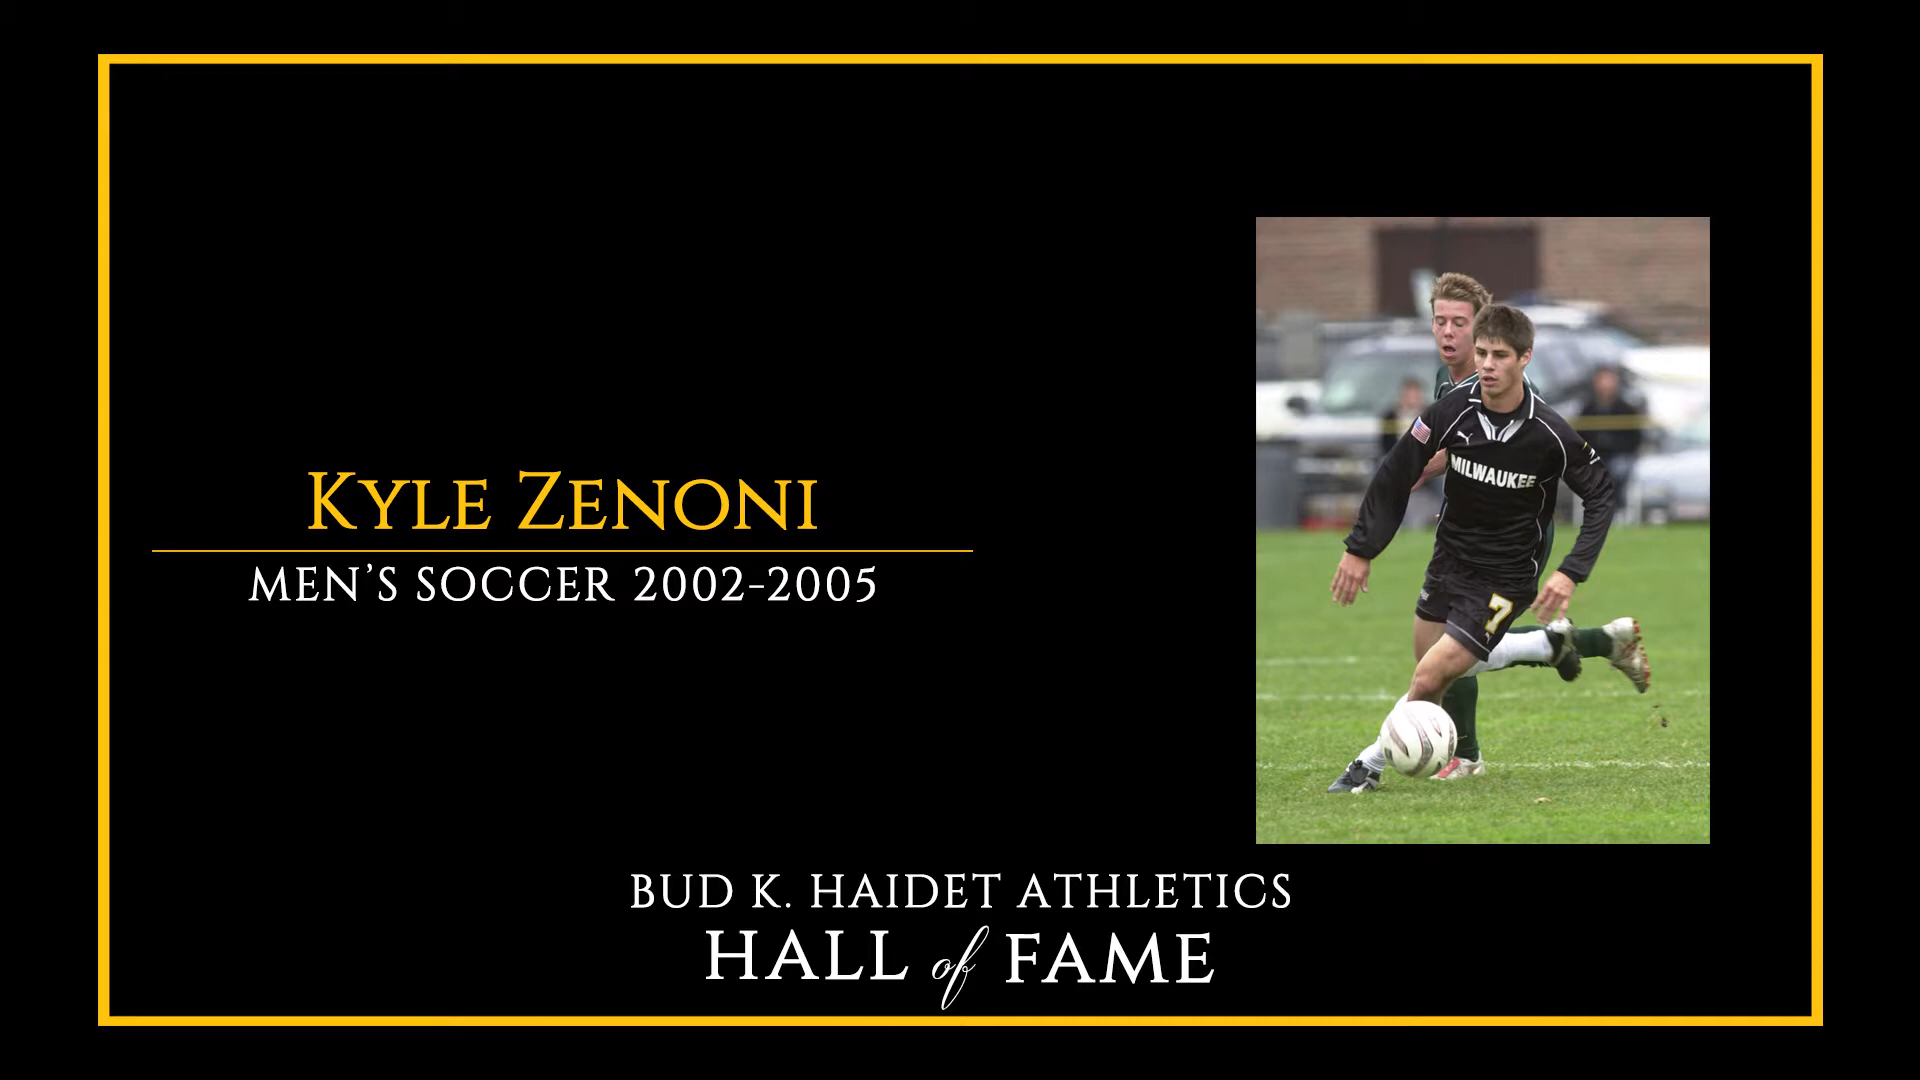 Kyle Zenoni
MEN'S SOCCER 2002-2005
MILWAUKEE
7
BUD K. HAIDET ATHLETICS
HALL of FAME